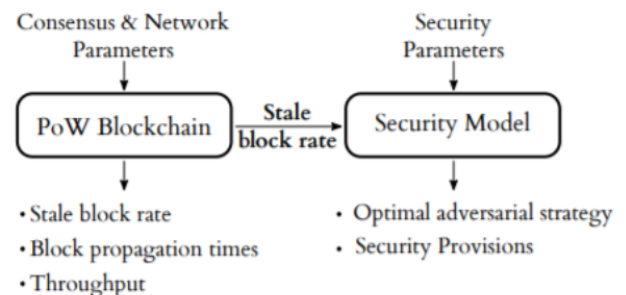 Consensus & Network
Parameters
PoW Blockchain
• Stale block rate
• Block propagation times
• Throughput
Stale
block rate
Security
Parameters
Security Model
• Optimal adversarial strategy
• Security Provisions